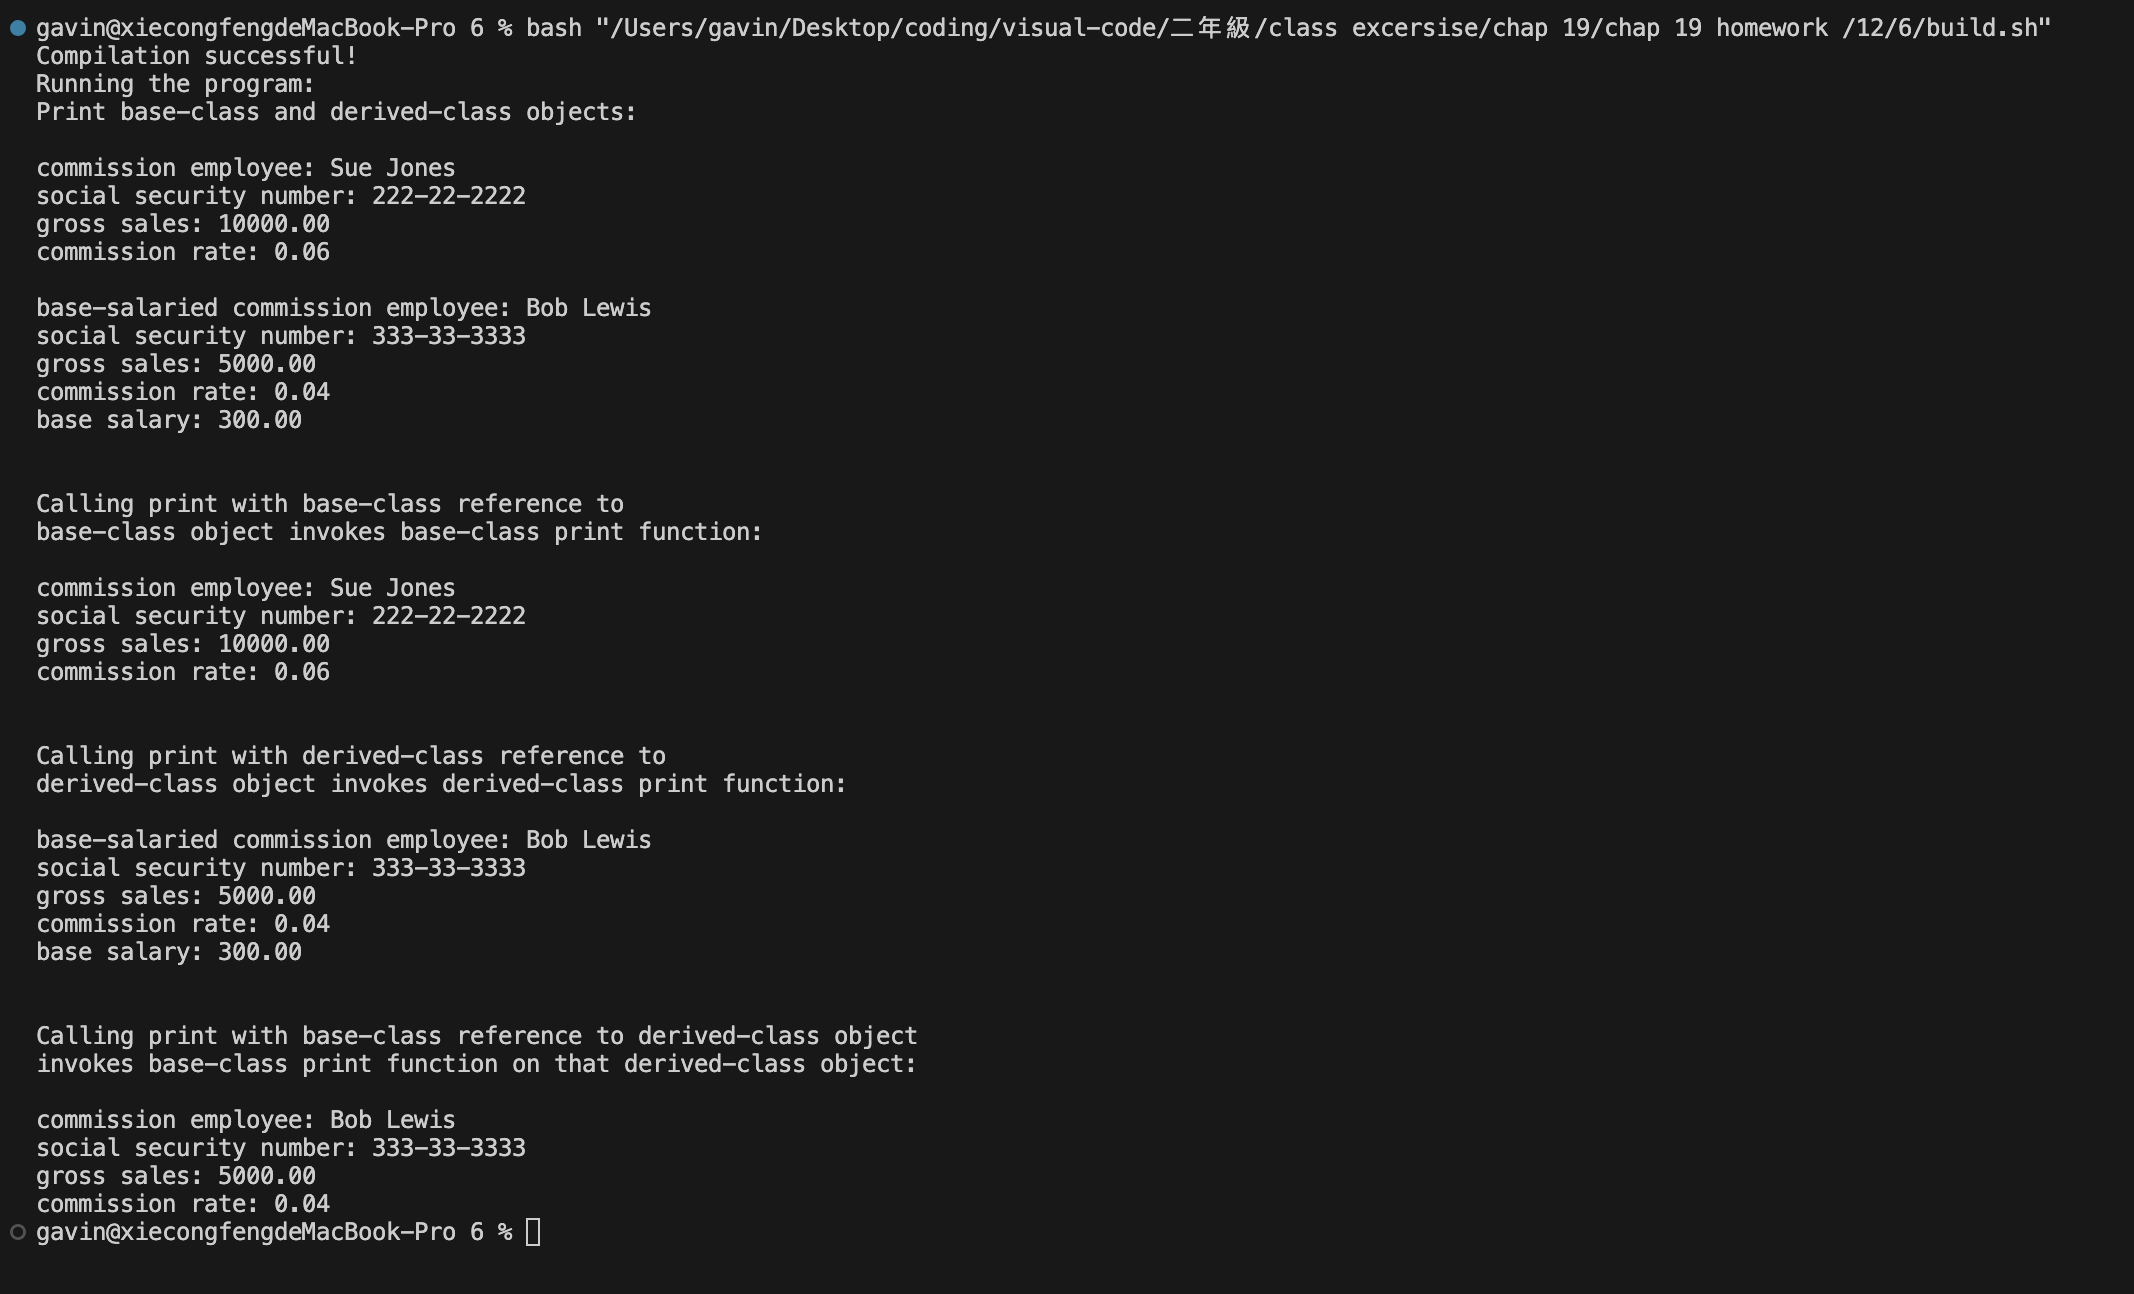 gavin@xiecongfengdeMacBook-Pro 6 % bash "/Users/gavin/Desktop/coding/visual-code/二年級/class excersise/chap 19/chap 19 homework /12/6/build.sh"
Compilation successful!
Running the program:
Print base-class and derived-class objects:

commission employee: Sue Jones
social security number: 222-22-2222
gross sales: 10000.00
commission rate: 0.06

base-salaried commission employee: Bob Lewis
social security number: 333-33-3333
gross sales: 5000.00
commission rate: 0.04
base salary: 300.00


Calling print with base-class reference to
base-class object invokes base-class print function:

commission employee: Sue Jones
social security number: 222-22-2222
gross sales: 10000.00
commission rate: 0.06


Calling print with derived-class reference to
derived-class object invokes derived-class print function:

base-salaried commission employee: Bob Lewis
social security number: 333-33-3333
gross sales: 5000.00
commission rate: 0.04
base salary: 300.00


Calling print with base-class reference to derived-class object
invokes base-class print function on that derived-class object:

commission employee: Bob Lewis
social security number: 333-33-3333
gross sales: 5000.00
commission rate: 0.04
gavin@xiecongfengdeMacBook-Pro 6 %